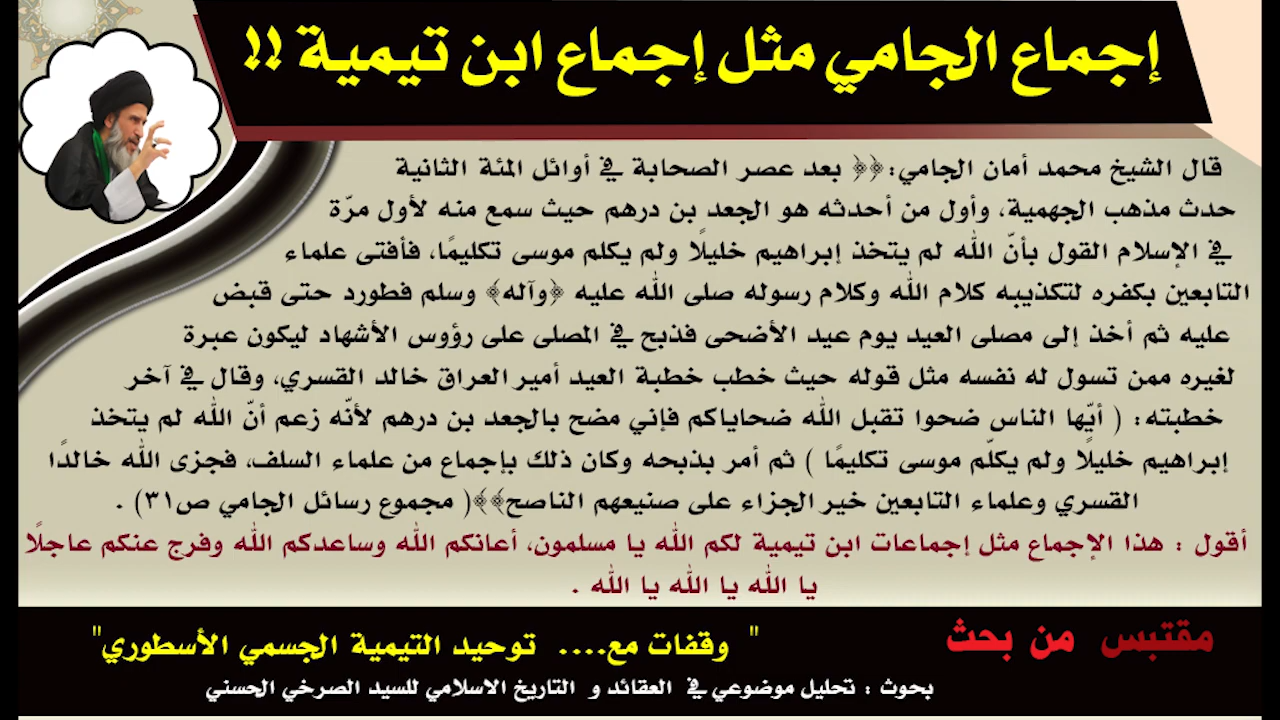 إجماع الجامي مثل إجماع ابن تيمية !!
قال الشيخ محمد أمان الجامي:﴿﴿ بعد عصر الصحابة في أوائل المئة الثانية
حدث مذهب الجهمية، وأول من أحدثه هو الجعد بن درهم حيث سمع منه لأول مرّة
في الإسلام القول بأنّ الله لم يتخذ إبراهيم خليلًا ولم يكلم موسى تكليمًا، فأفتى علماء
التابعين بكفره لتكذيبه كلام الله وكلام رسوله صلى الله عليه ﴿وآله﴾ وسلم فطورد حتى قبض
عليه ثم أخذ إلى مصلى العيد يوم عيد الأضحى فذبح في المصلى على رؤوس الأشهاد ليكون عبرة
لغيره ممن تسول له نفسه مثل قوله حيث خطب خطبة العيد أمير العراق خالد القسري، وقال في آخر
خطبته: ( أيّها الناس ضحوا تقبل الله ضحاياكم فإني مضح بالجعد بن درهم لأنّه زعم أنّ الله لم يتخذ
إبراهيم خليلًا ولم يكلّم موسى تكليمًا ) ثم أمر بذبحه وكان ذلك بإجماع من علماء السلف، فجزى الله خالدًا
القسري وعلماء التابعين خير الجزاء على صنيعهم الناصح﴾﴾( مجموع رسائل الجامي ص٣١) .
أقول : هذا الإجماع مثل إجماعات ابن تيمية لكم الله يا مسلمون، أعانكم الله وساعدكم الله وفرج عنكم عاجلًا
يا الله يا الله يا الله .
مقتبس من بحث
" وقفات مع.... توحيد التيمية الجسمي الأسطوري"
بحوث : تحليل موضوعي في العقائد و التاريخ الاسلامي للسيد الصرخي الحسني